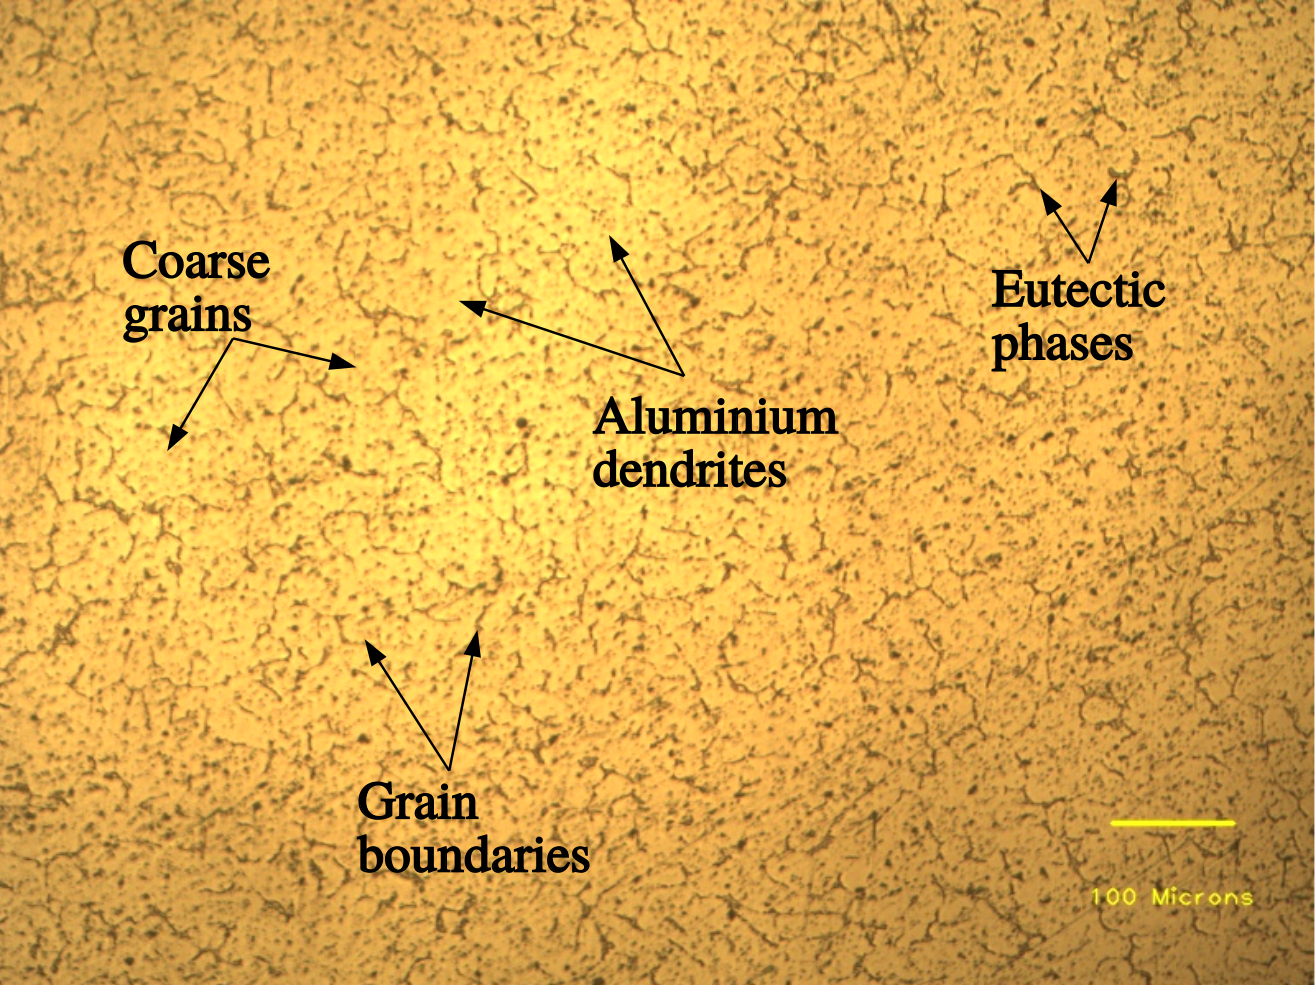 Coarse
grains
Eutectic
phases
Aluminium
dendrites
Grain
boundaries
100 Microns